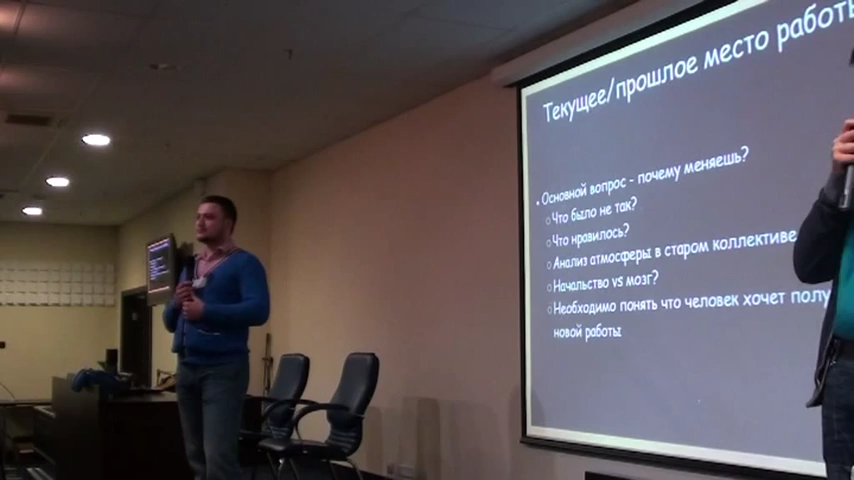 Текущее/прошлое место работы
Основной вопрос - почему меняешь?
Что было не так?
Что нравилось?
Анализ атмосферы в старом коллективе
Начальство vs мозг?
Необходимо понять что человек хочет полу
новой работы